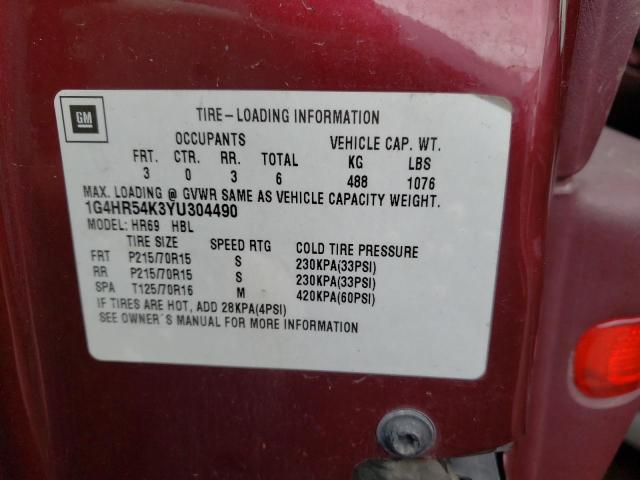 GM
TIRE-LOADING INFORMATION
OCCUPANTS VEHICLE CAP. WT.
FRT. CTR. RR. TOTAL KG LBS
3 0 3 6 488 1076
MAX. LOADING @ GVWR SAME AS VEHICLE CAPACITY WEIGHT.
1G4HR54K3YU304490
MODEL: HR69 HBL
TIRE SIZE SPEED RTG COLD TIRE PRESSURE
FRT P215/70R15 S 230KPA(33PSI)
RR P215/70R15 S 230KPA(33PSI)
SPA T125/70R16 M 420KPA(60PSI)
IF TIRES ARE HOT, ADD 28KPA(4PSI)
SEE OWNER'S MANUAL FOR MORE INFORMATION